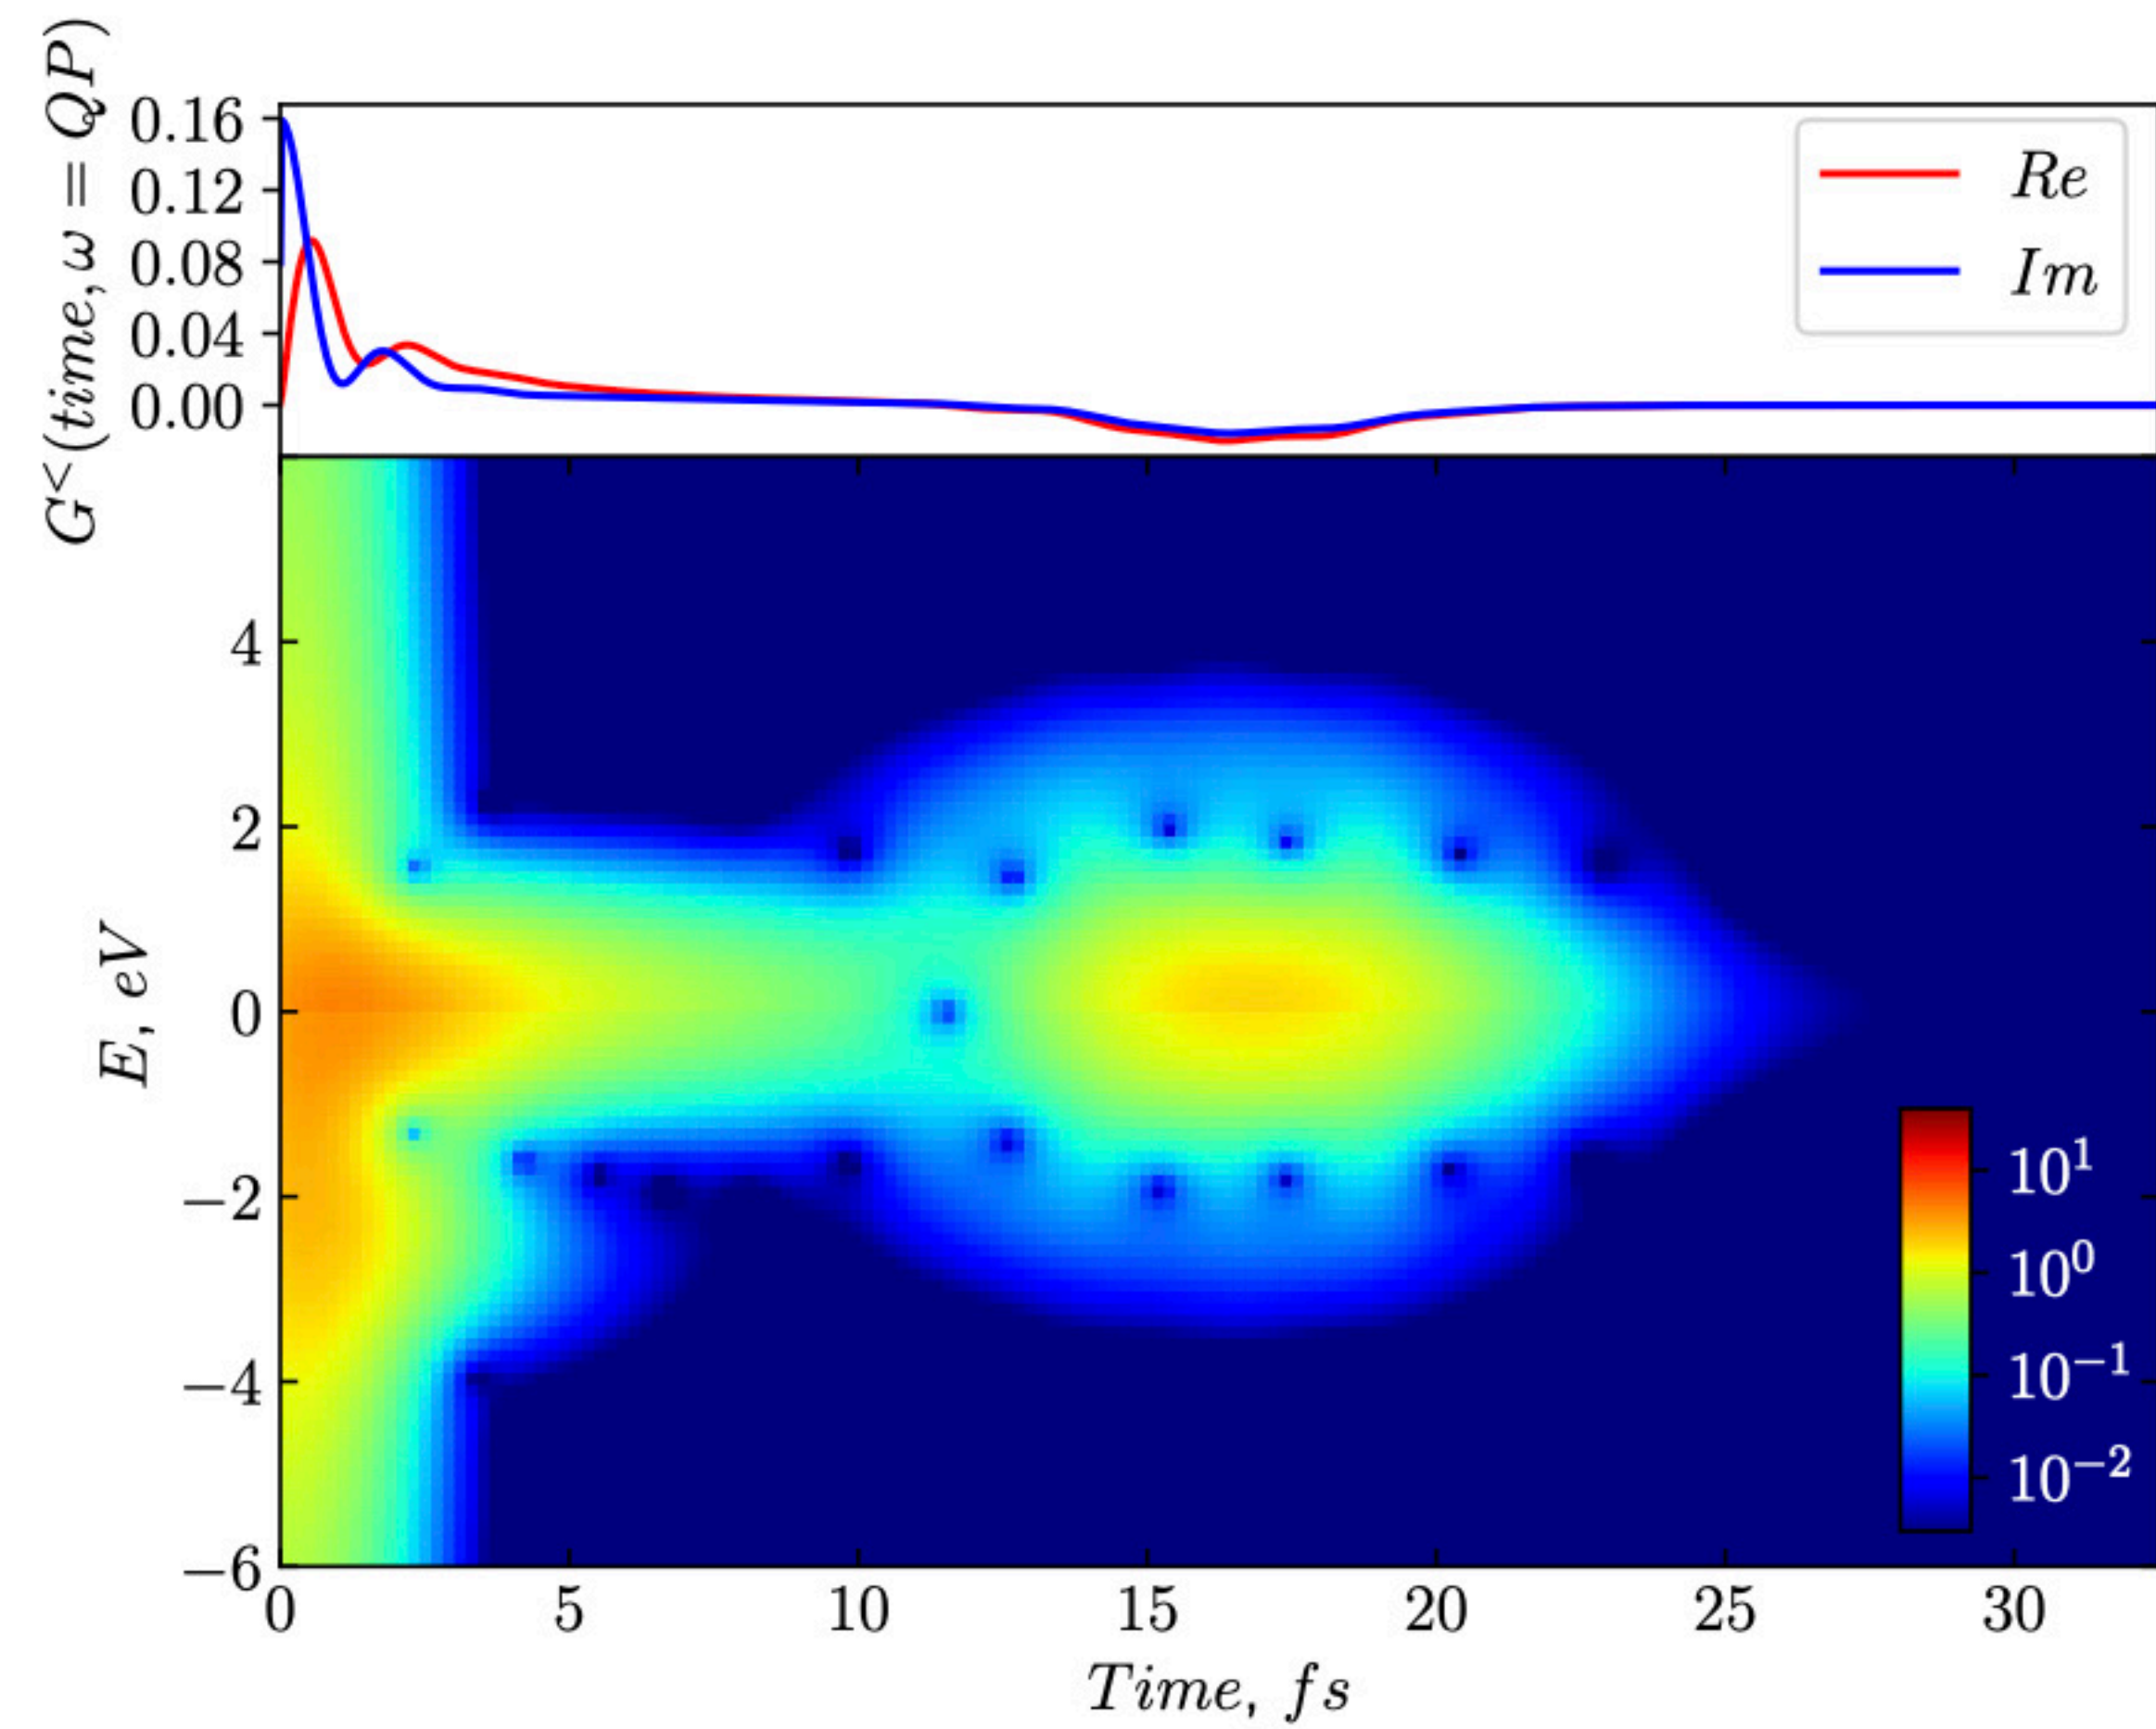 G<(time, ω = QP)
0.16
0.12
0.08
0.04
0.00
Re
Im
E, eV
4
2
0
−2
−4
−6
10¹
10⁰
10⁻¹
10⁻²
0 5 10 15 20 25 30
Time, fs